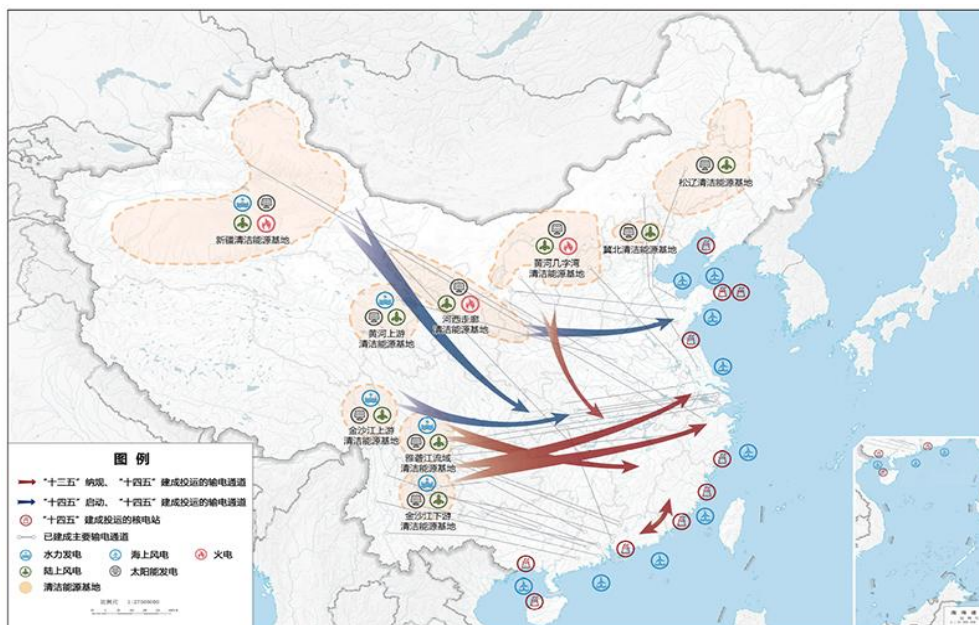 松辽清洁能源基地
新疆清洁能源基地
冀北清洁能源基地
黄河几字湾
清洁能源基地
河西走廊
清洁能源基地
黄河上游
清洁能源基地
金沙江上游
清洁能源基地
雅砻江流域
清洁能源基地
金沙江下游
清洁能源基地
图 例
“十三五”纳规、“十四五”建成投运的输电通道
“十四五”启动、“十四五”建成投运的输电通道
“十四五”建成投运的核电站
已建成主要输电通道
水力发电
海上风电
火电
陆上风电
太阳能发电
清洁能源基地